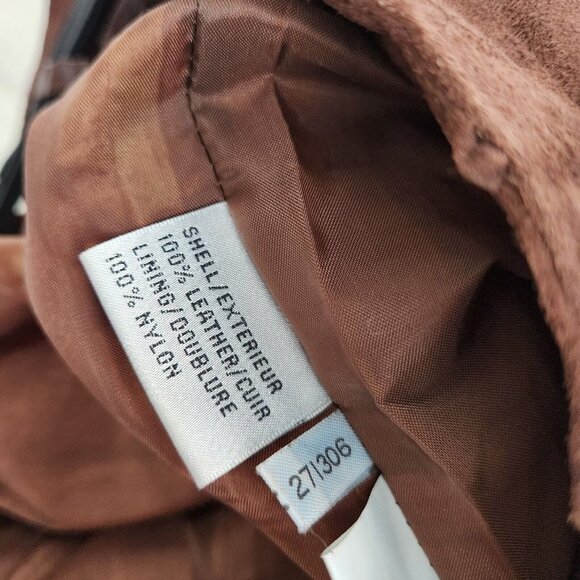 SHELL/EXTERIEUR
100% LEATHER/CUIR
LINING/DOUBLURE
100% NYLON
27/306